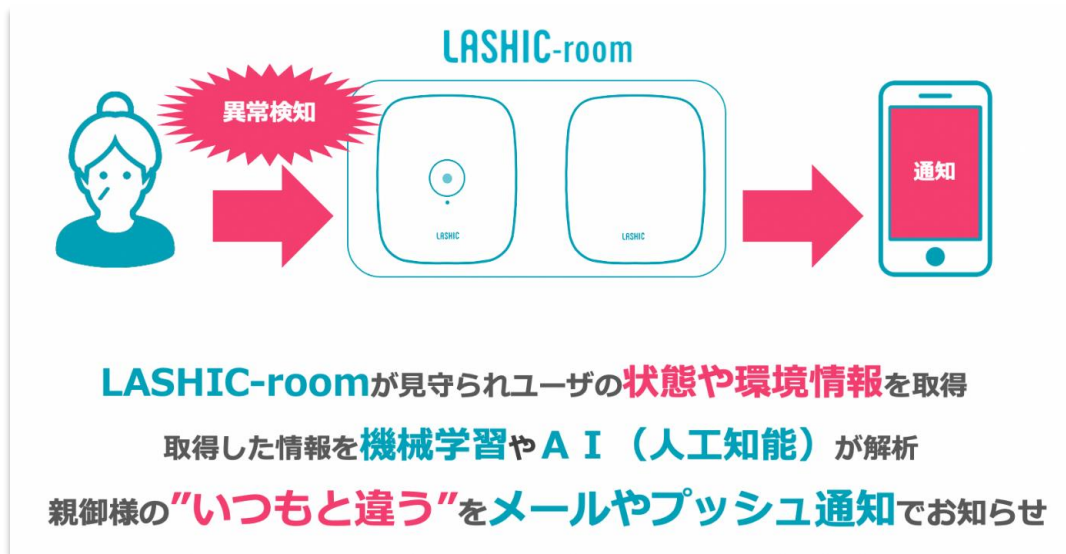 LASHIC-room
異常検知
LASHIC
LASHIC
通知
LASHIC-roomが見守られユーザの状態や環境情報を取得
取得した情報を機械学習やＡＩ（人工知能）が解析
親御様の”いつもと違う”をメールやプッシュ通知でお知らせ